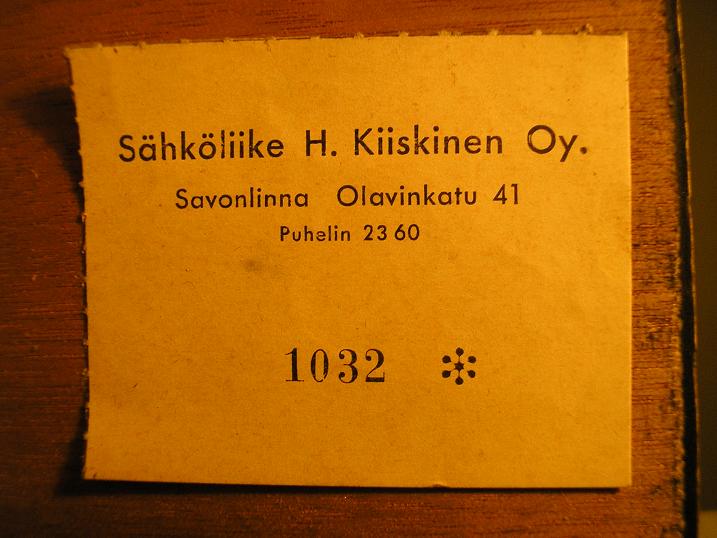 Sähköliike H. Kiiskinen Oy.
Savonlinna Olavinkatu 41
Puhelin 23 60
1032 *